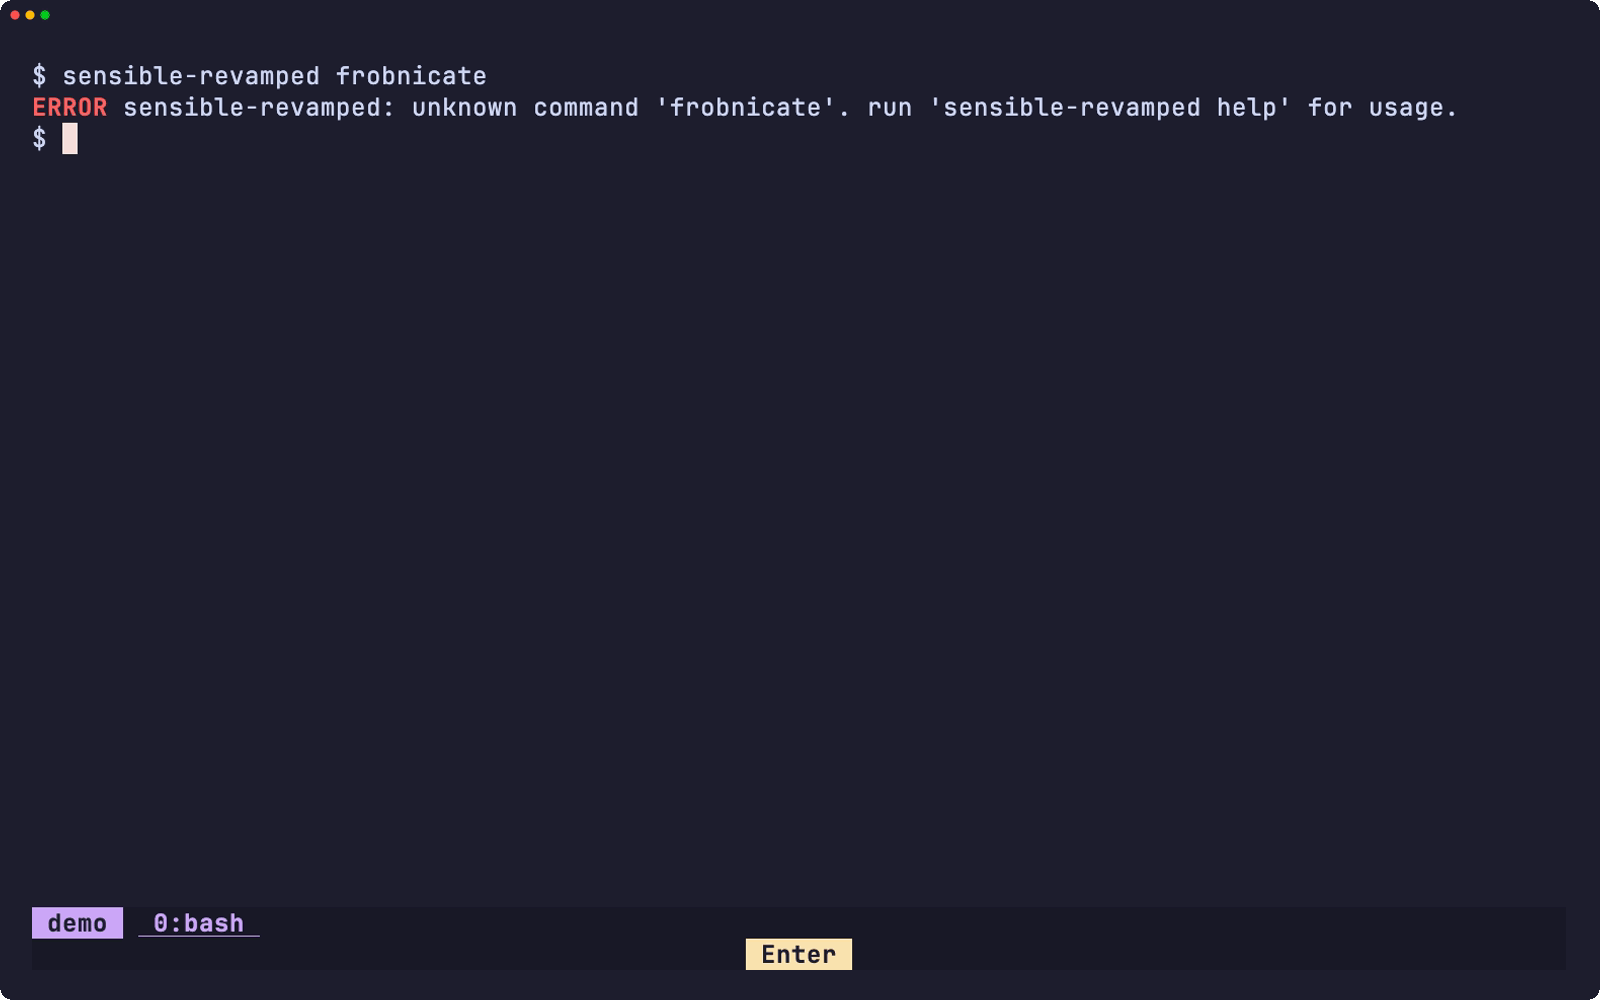 $ sensible-revamped frobnicate
ERROR sensible-revamped: unknown command 'frobnicate'. run 'sensible-revamped help' for usage.
$
demo 0:bash
Enter